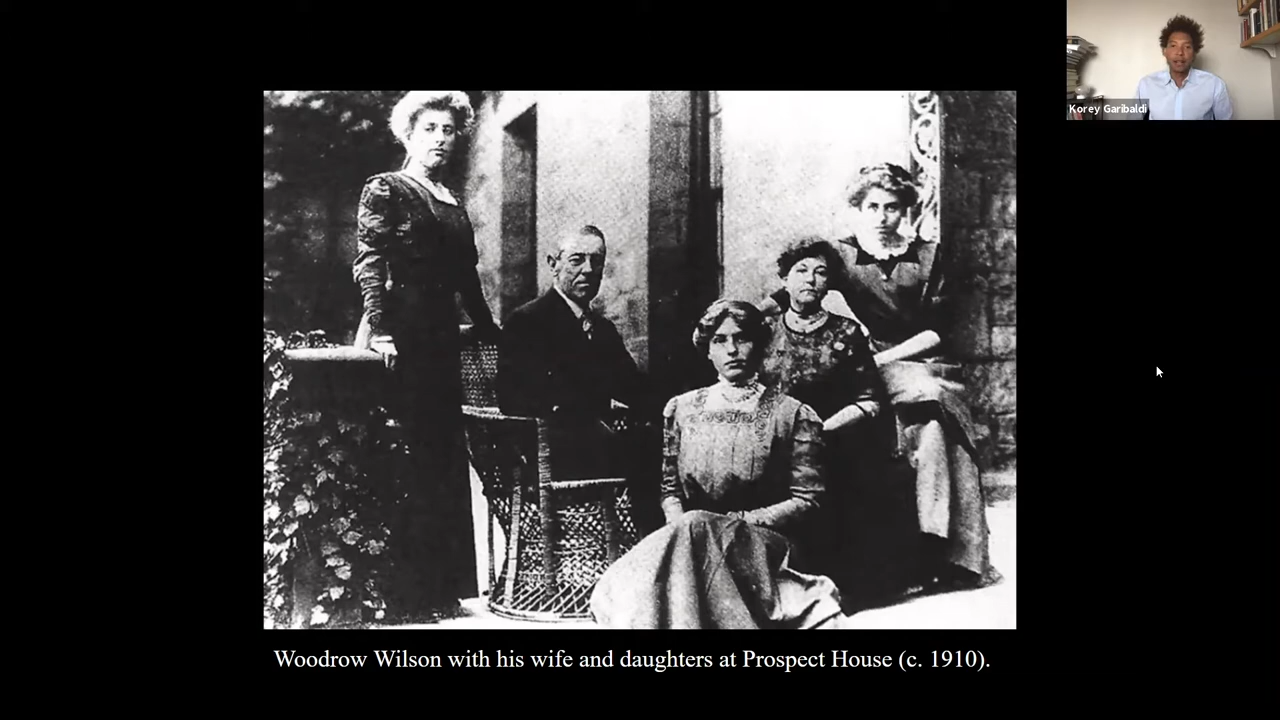 Korey Garibaldi
Woodrow Wilson with his wife and daughters at Prospect House (c. 1910).